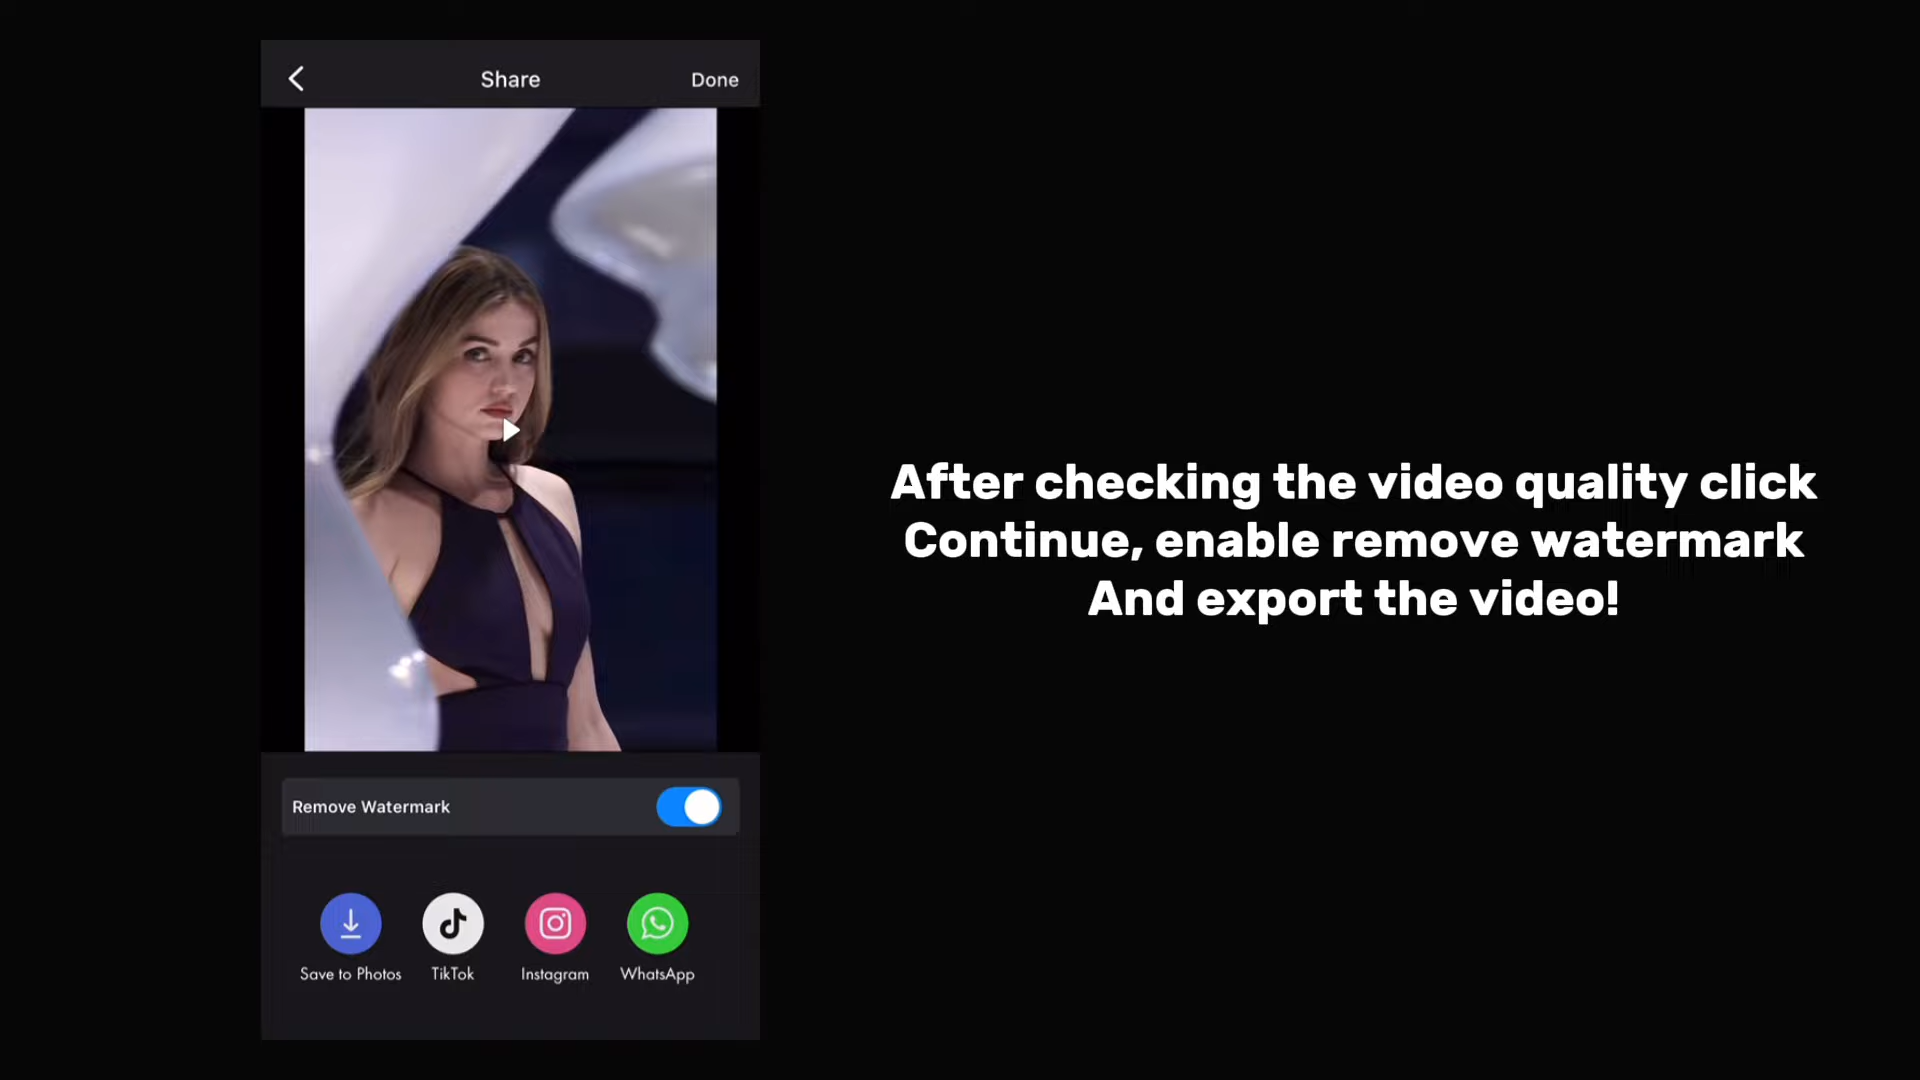 Share
Done
After checking the video quality click
Continue, enable remove watermark
And export the video!
Remove Watermark
Save to Photos
TikTok
Instagram
WhatsApp